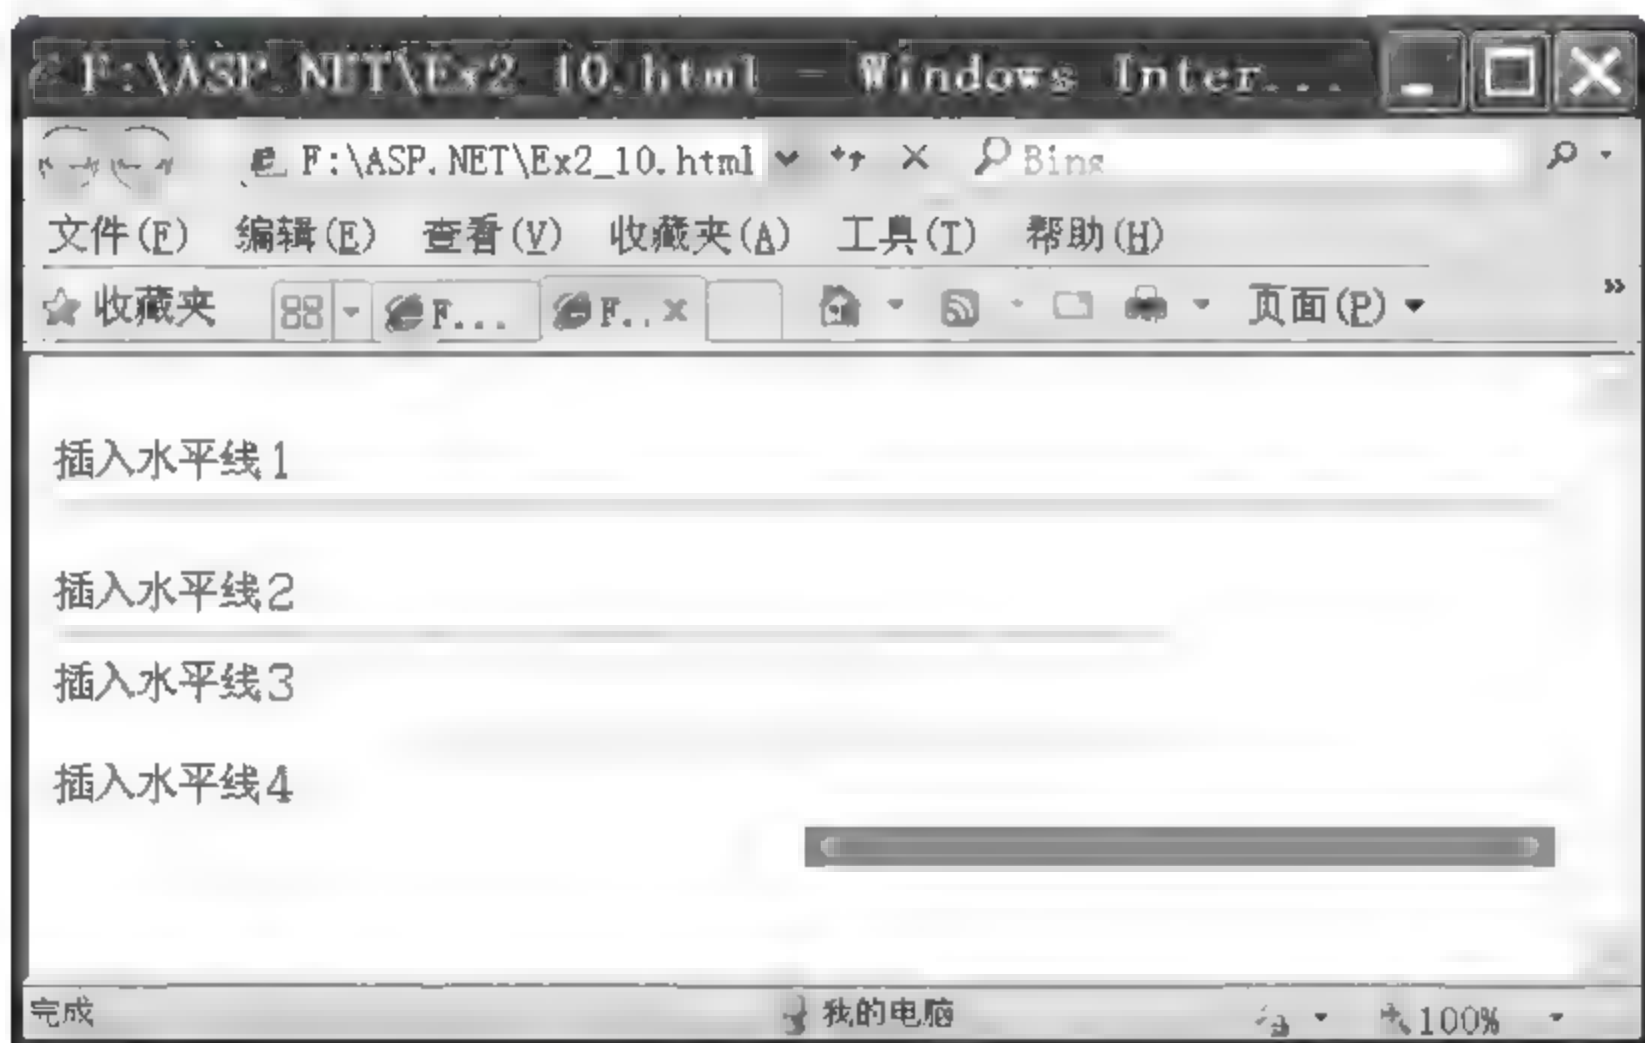 F:\ASP.NET\Ex2_10.html - Windows Inter...
F:\ASP.NET\Ex2_10.html Bing
文件(F) 编辑(E) 查看(V) 收藏夹(A) 工具(T) 帮助(H)
收藏夹 F... F... 页面(P) »
插入水平线1
插入水平线2
插入水平线3
插入水平线4
完成 我的电脑 100%